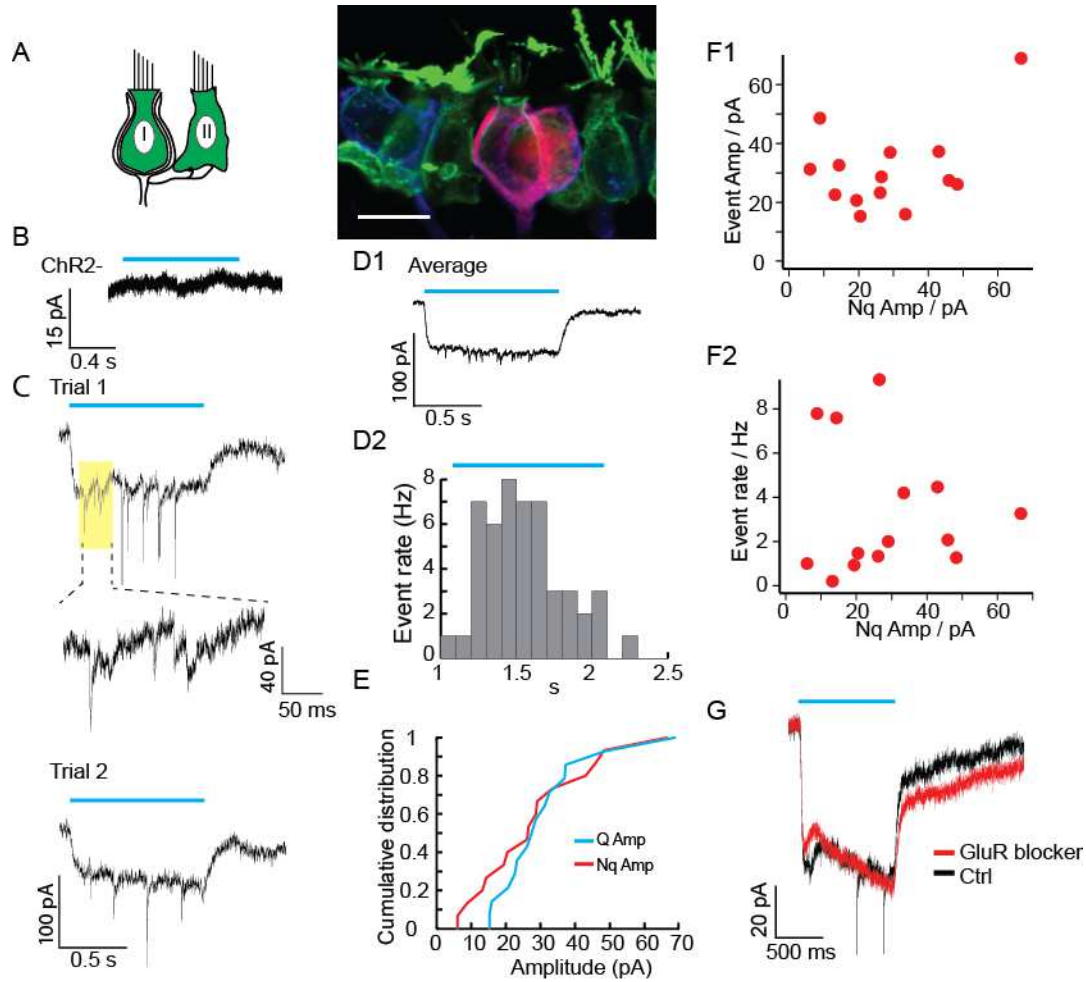 A
I
II
B
ChR2-
15 pA
0.4 s
C
Trial 1
40 pA
50 ms
Trial 2
100 pA
0.5 s
D1
Average
100 pA
0.5 s
D2
Event rate (Hz)
8
6
4
2
0
1
1.5
2
2.5
s
E
Cumulative distribution
1
0.8
0.6
0.4
0.2
0
Q Amp
Nq Amp
0
10
20
30
40
50
60
70
Amplitude (pA)
F1
Event Amp / pA
60
40
20
0
0
20
40
60
Nq Amp / pA
F2
Event rate / Hz
8
6
4
2
0
0
20
40
60
Nq Amp / pA
G
GluR blocker
Ctrl
20 pA
500 ms